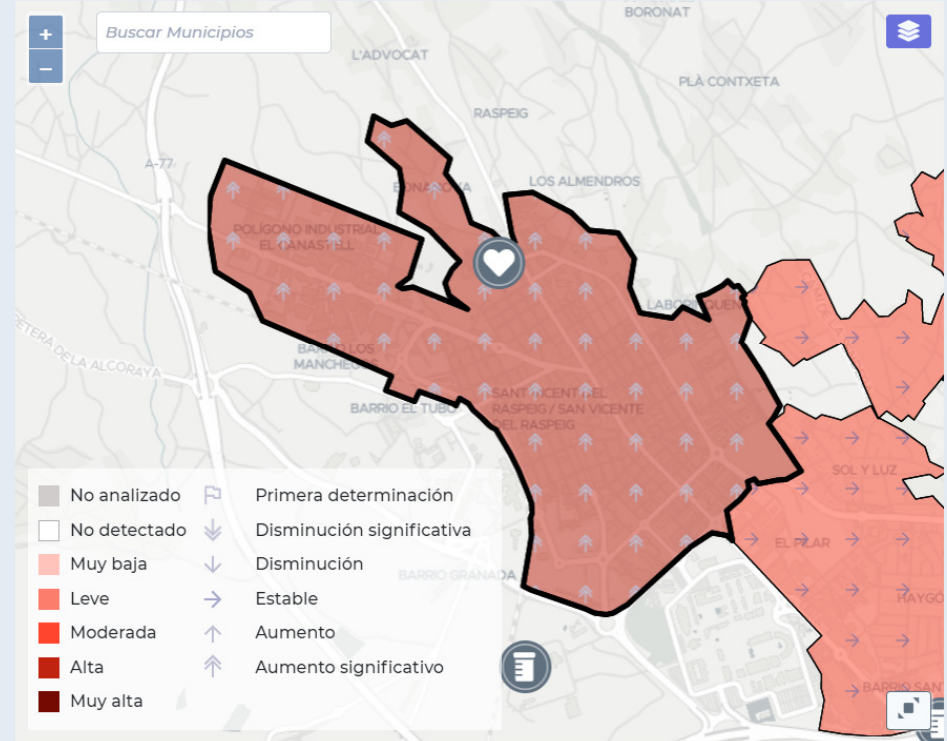 +
Buscar Municipios
−
BORONAT
L'ADVOCAT
PLÀ CONTXETA
RASPEIG
A-77
LOS ALMENDROS
POLÍGONO INDUSTRIAL
EL CANASTELL
BARRIO LOS
MANCHEGOS
BARRIO EL TUBO
SANT VICENT DEL
RASPEIG / SAN VICENTE
DEL RASPEIG
SOL Y LUZ
EL PILAR
BARRIO GRANADA
No analizado
Primera determinación
No detectado
Disminución significativa
Muy baja
Disminución
Leve
Estable
Moderada
Aumento
Alta
Aumento significativo
Muy alta